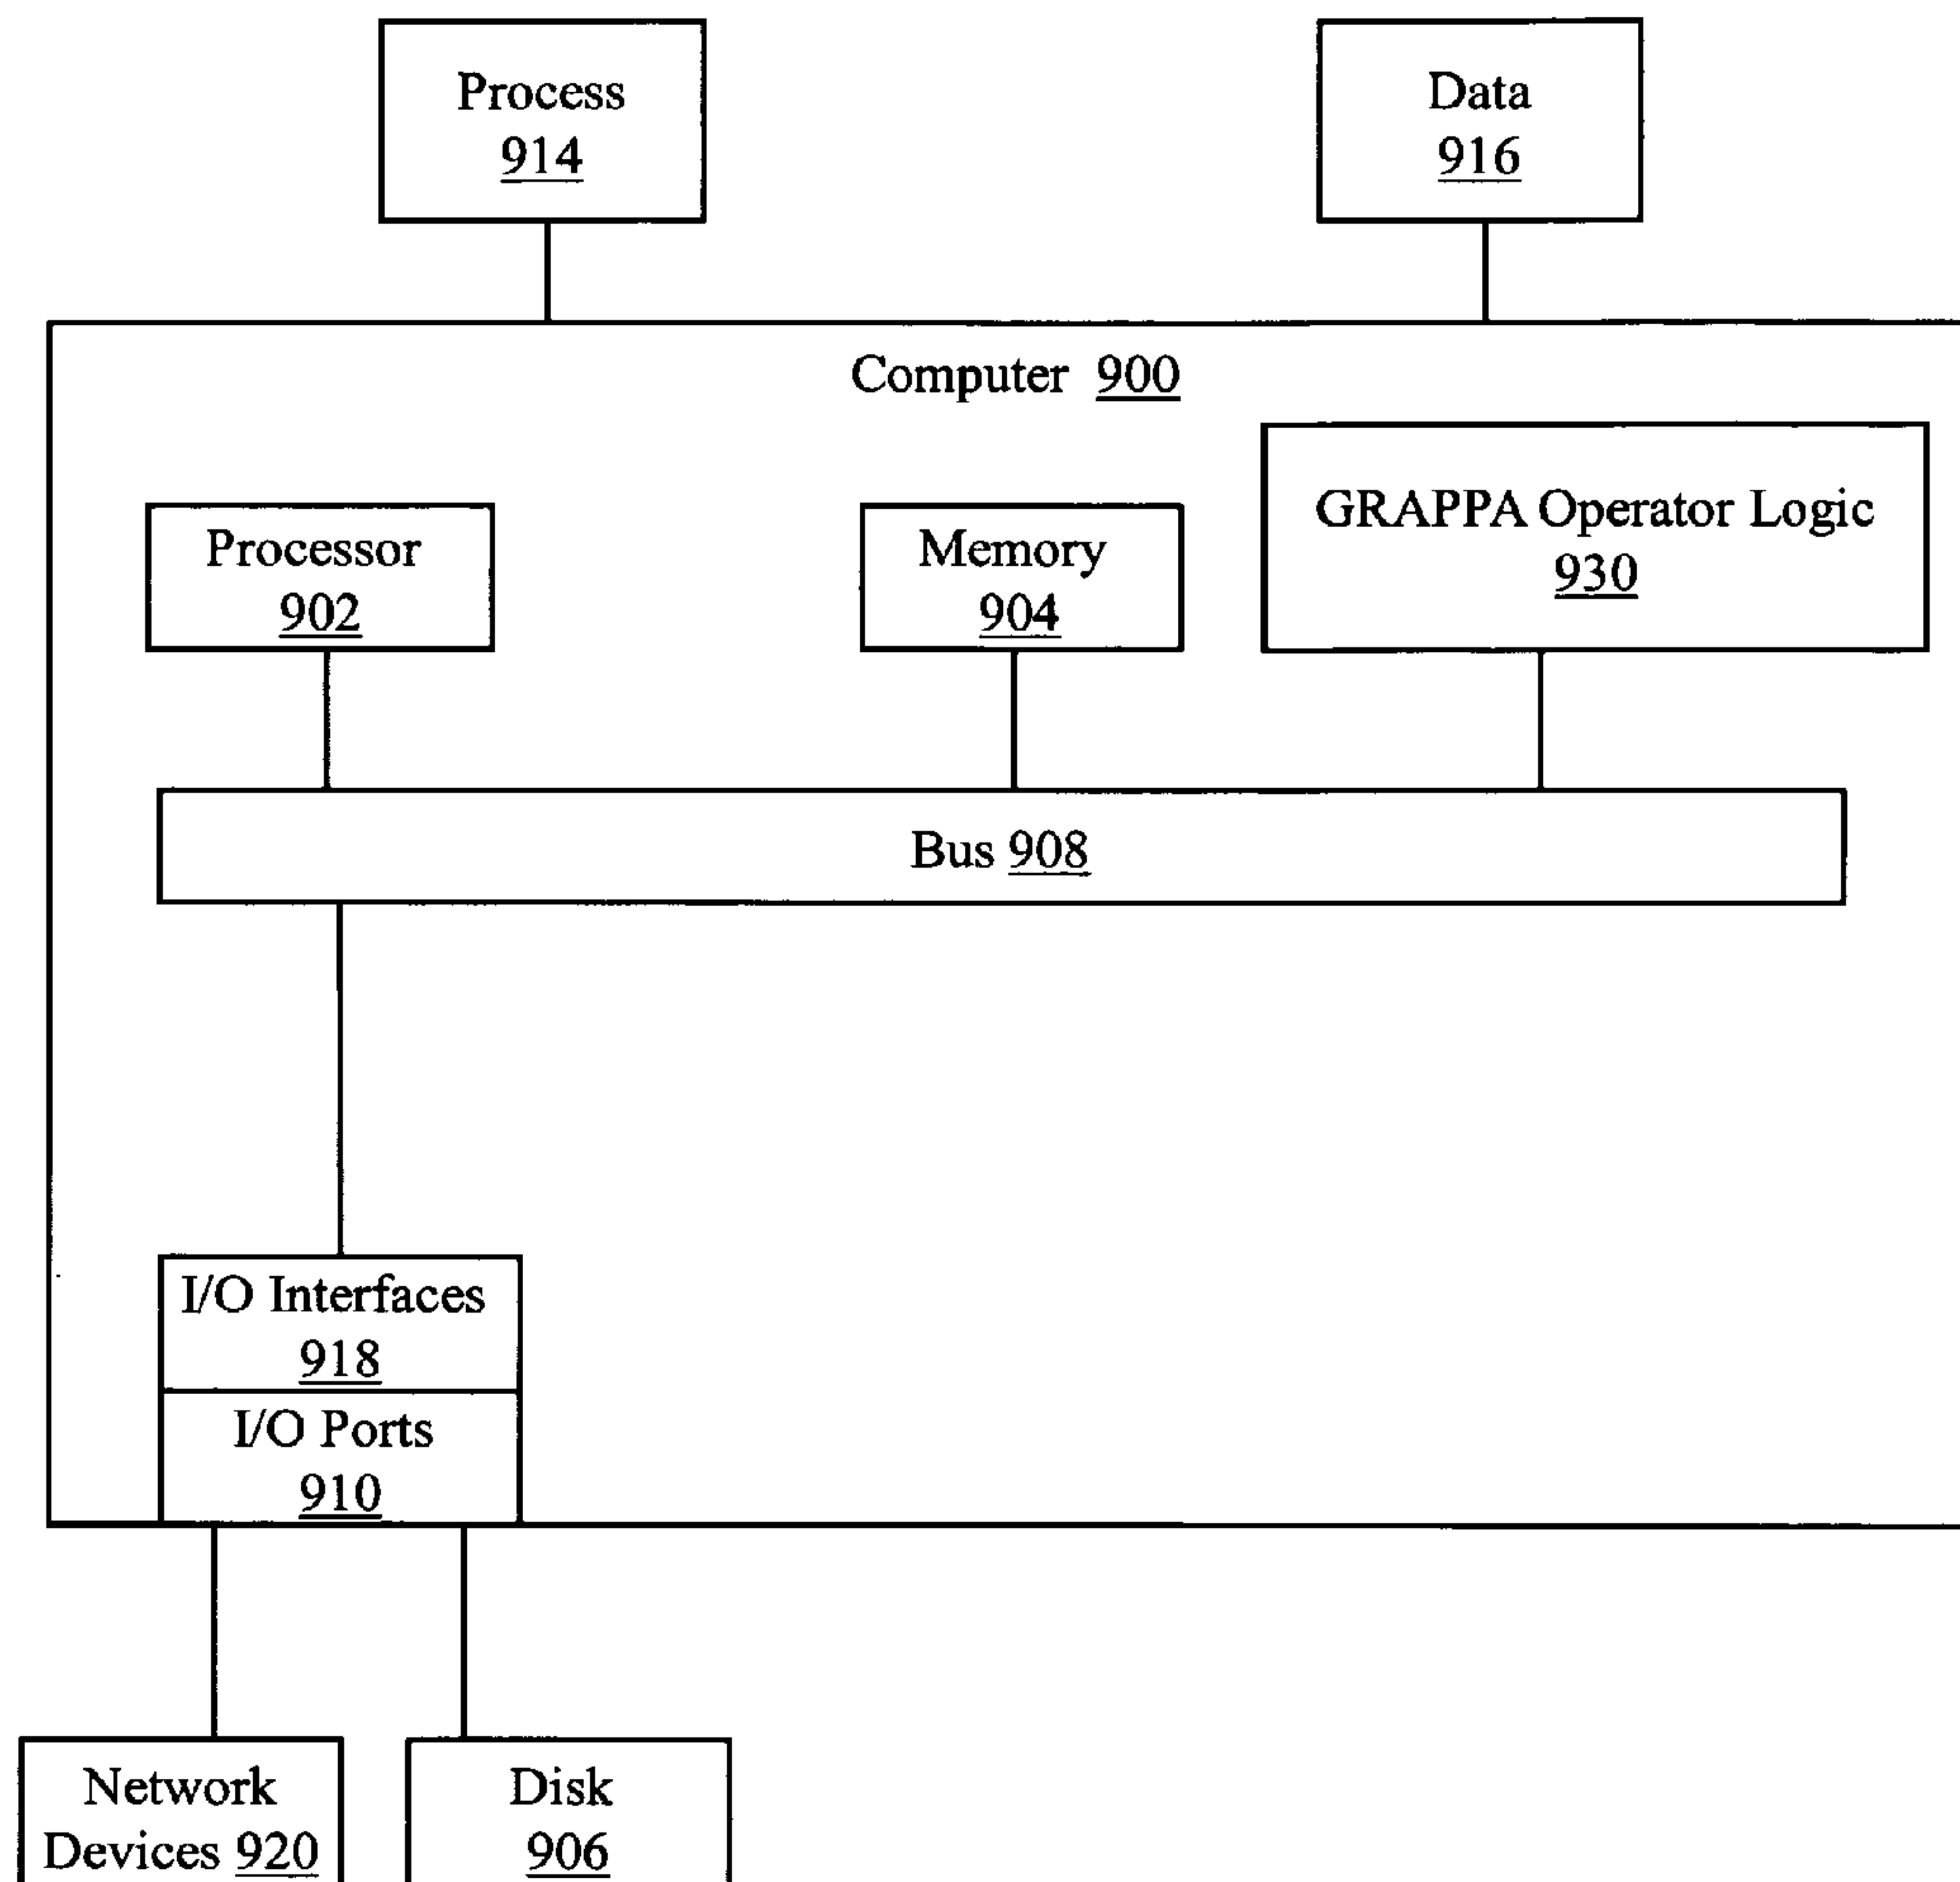 Process
914
Data
916
Computer 900
Processor
902
Memory
904
GRAPPA Operator Logic
930
Bus 908
I/O Interfaces
918
I/O Ports
910
Network
Devices 920
Disk
906